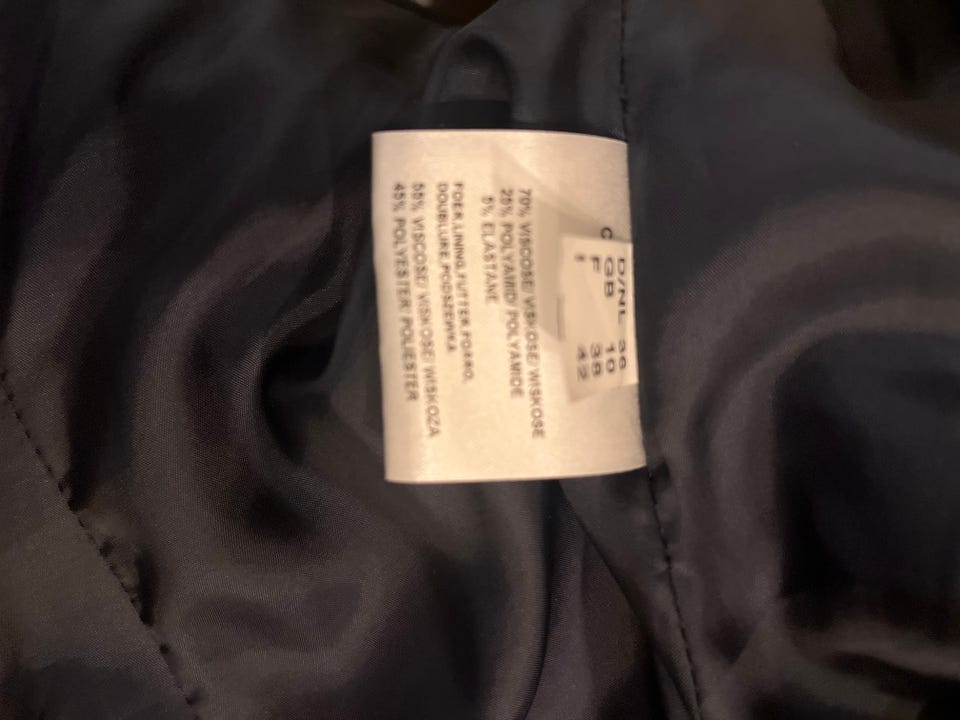 D/NL 36
GB 10
F 38
I 42
70% VISCOSE/ VISKOSE/ WISKOSE
25% POLYAMID/ POLYAMIDE
5% ELASTANE
FOER,LINING,FUTTER,FORRO,
DOUBLURE,PODSZEWKA
55% VISCOSE/ VISKOSE/ WISKOZA
45% POLYESTER/ POLIESTER